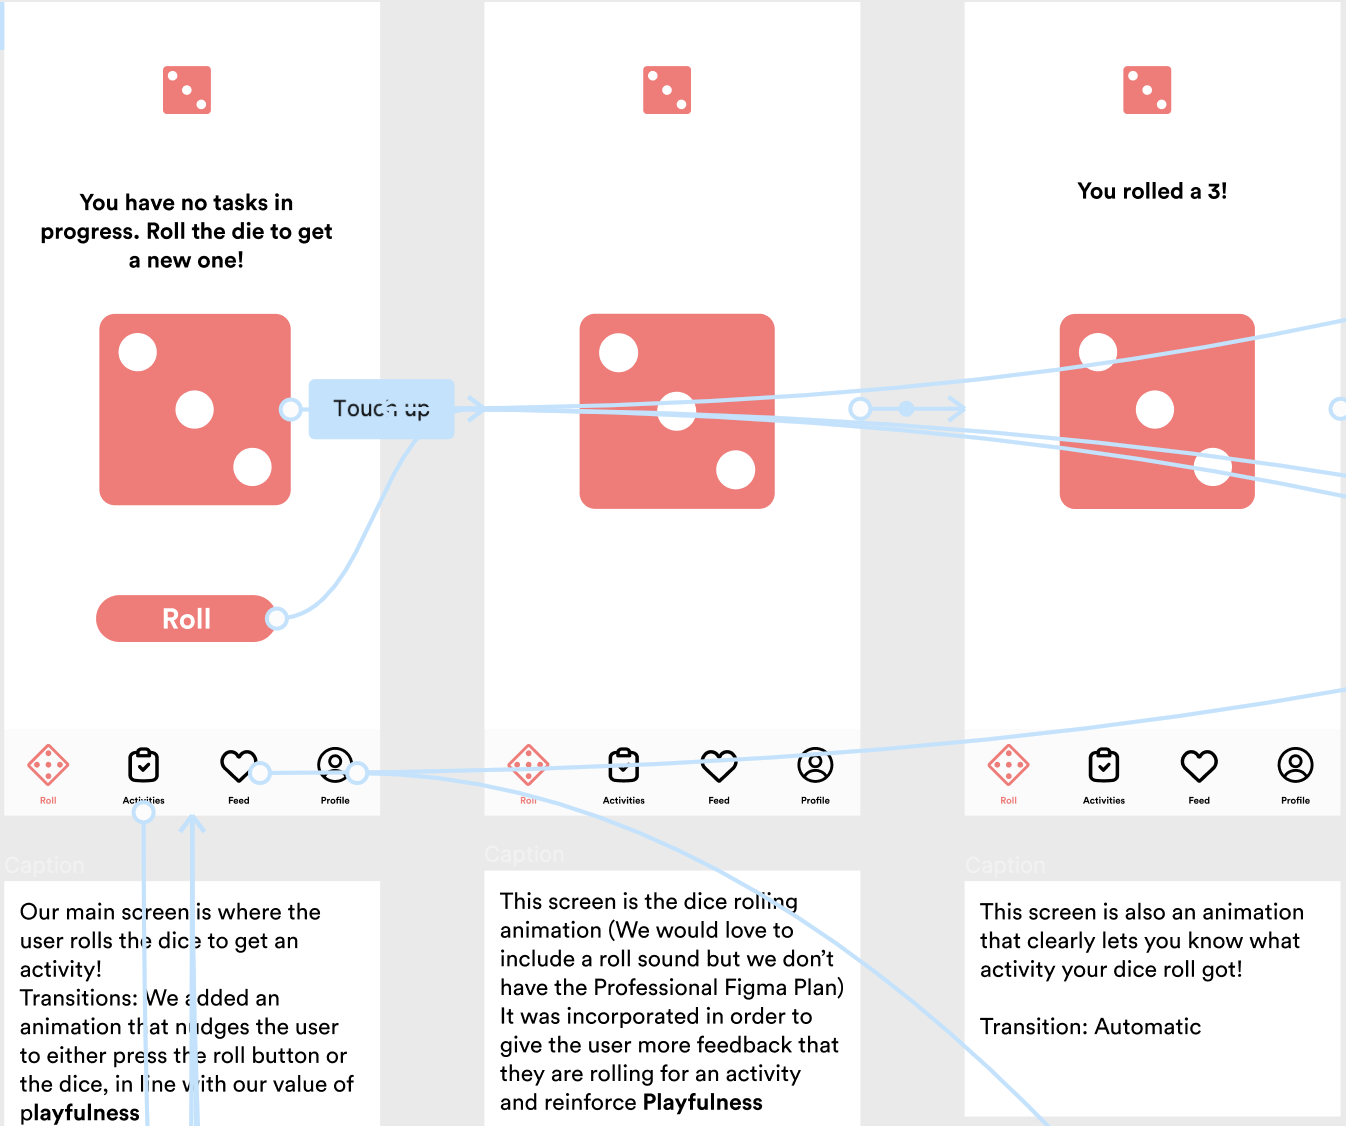 You have no tasks in
progress. Roll the die to get
a new one!
Touch up
Roll
Roll
Activities
Feed
Profile
Caption
Our main screen is where the
user rolls the dice to get an
activity!
Transitions: We added an
animation that nudges the user
to either press the roll button or
the dice, in line with our value of
playfulness
Roll
Activities
Feed
Profile
Caption
This screen is the dice rolling
animation (We would love to
include a roll sound but we don’t
have the Professional Figma Plan)
It was incorporated in order to
give the user more feedback that
they are rolling for an activity
and reinforce Playfulness
You rolled a 3!
Roll
Activities
Feed
Profile
Caption
This screen is also an animation
that clearly lets you know what
activity your dice roll got!
Transition: Automatic